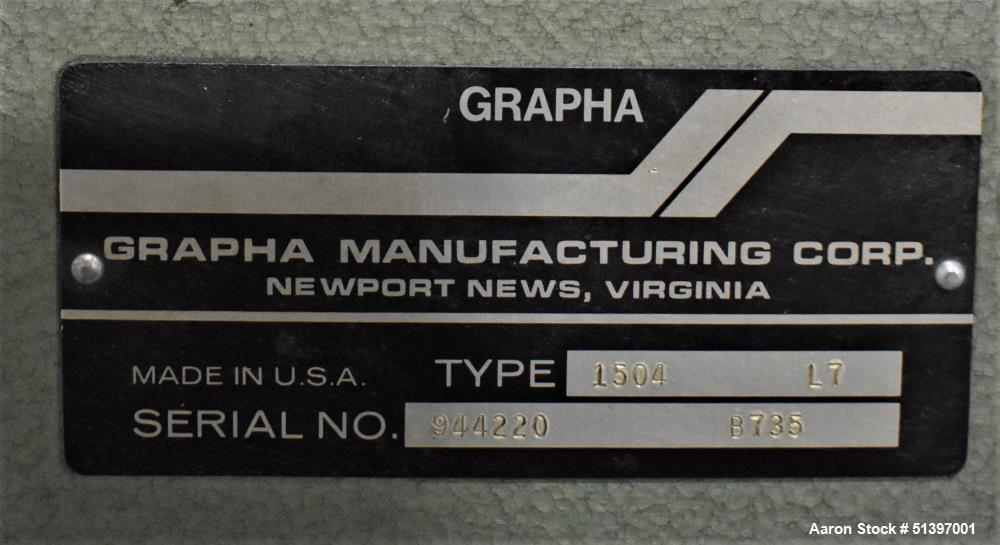 GRAPHA
GRAPHA MANUFACTURING CORP.
NEWPORT NEWS, VIRGINIA
MADE IN U.S.A. TYPE 1504 L7
SERIAL NO. 944220 B735
Aaron Stock # 51397001